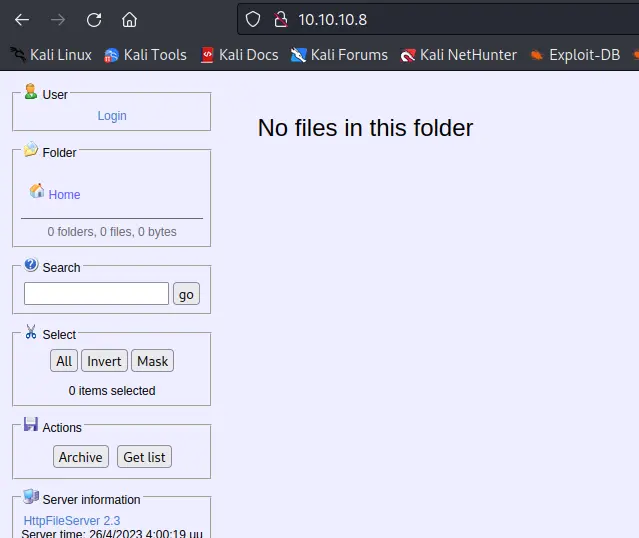 10.10.10.8
Kali Linux Kali Tools Kali Docs Kali Forums Kali NetHunter Exploit-DB
User
Login
No files in this folder
Folder
Home
0 folders, 0 files, 0 bytes
Search
go
Select
All Invert Mask
0 items selected
Actions
Archive Get list
Server information
HttpFileServer 2.3
Server time: 26/4/2023 4:00:19 μμ